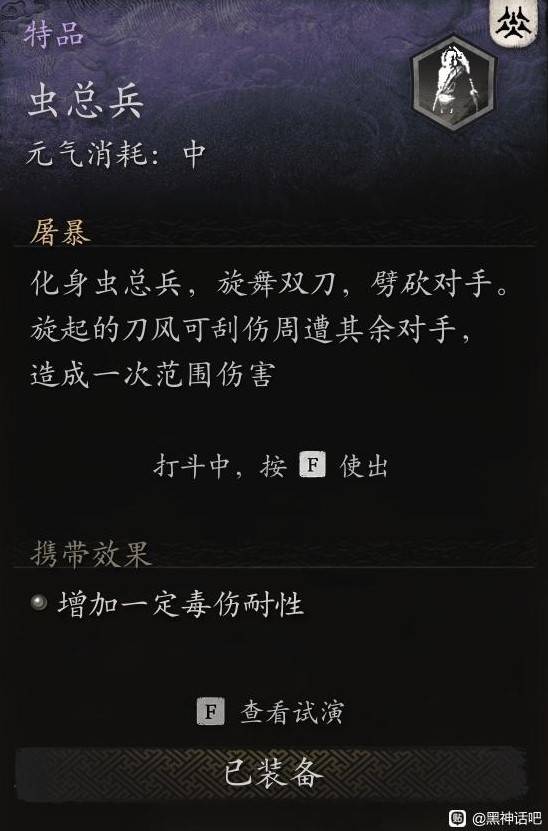 特品
虫总兵
元气消耗：中
屠暴
化身虫总兵，旋舞双刀，劈砍对手。
旋起的刀风可刮伤周遭其余对手，
造成一次范围伤害
打斗中，按 F 使出
携带效果
增加一定毒伤耐性
F 查看试演
已装备
贴 @黑神话吧